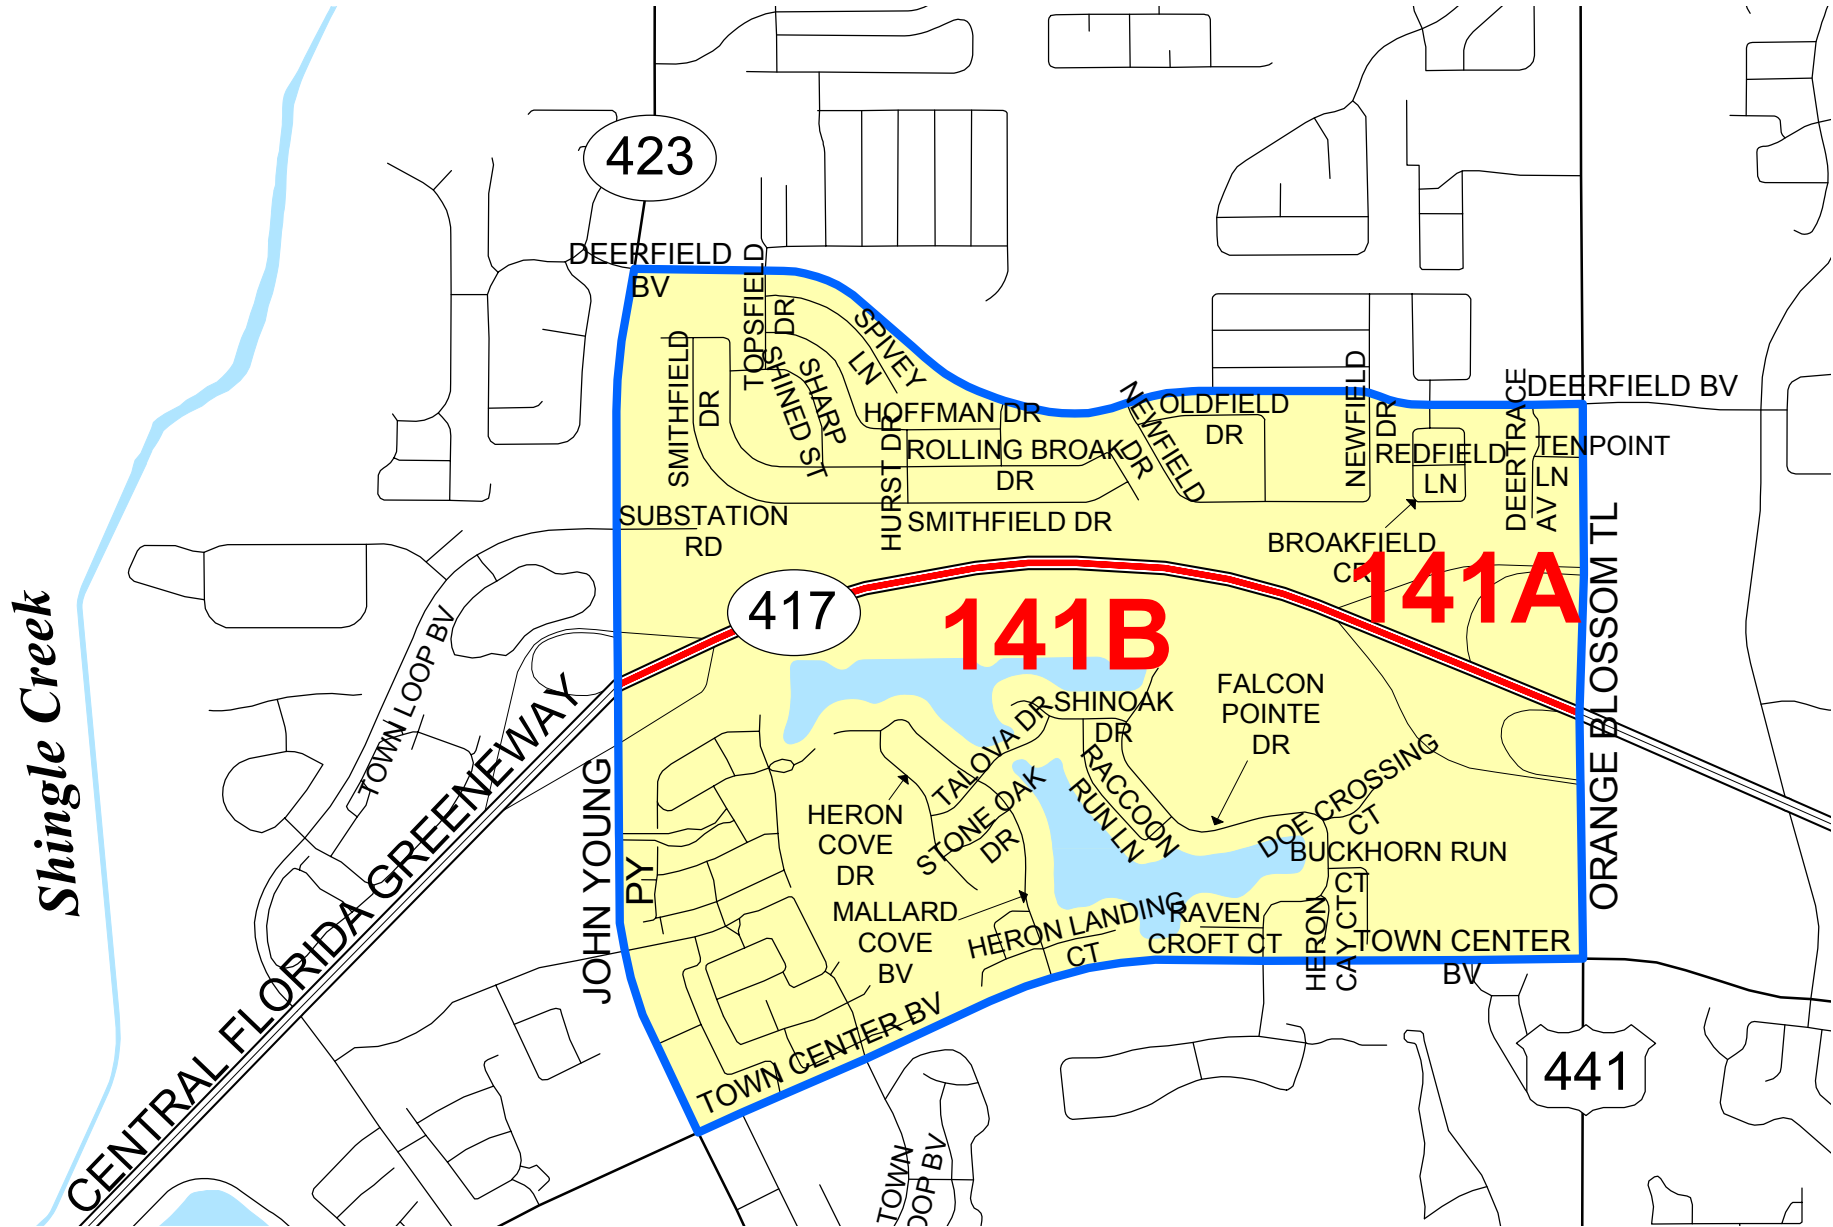 423
DEERFIELD
BV
TOPSFIELD
DR
SPIVEY
LN
SMITHFIELD
DR
SHARP
SHINED ST
HOFFMAN DR
HURST DR
ROLLING BROAK
DR
NEWFIELD
DR
OLDFIELD
DR
NEWFIELD
DR
REDFIELD
LN
DEERTRACE
AV
DEERFIELD BV
TENPOINT
LN
SUBSTATION
RD
SMITHFIELD DR
BROAKFIELD
CR
141A
417
141B
ORANGE BLOSSOM TL
Shingle Creek
TOWN LOOP BV
CENTRAL FLORIDA GREENEWAY
JOHN YOUNG
PY
SHINOAK
DR
FALCON
POINTE
DR
TALOVA DR
RACCOON
RUN LN
STONE OAK
DR
HERON
COVE
DR
DOE CROSSING
CT
BUCKHORN RUN
CT
MALLARD
COVE
BV
HERON LANDING
CT
RAVEN
CROFT CT
HERON
CAY CT
TOWN CENTER
BV
TOWN CENTER BV
441
TOWN
OOP BV